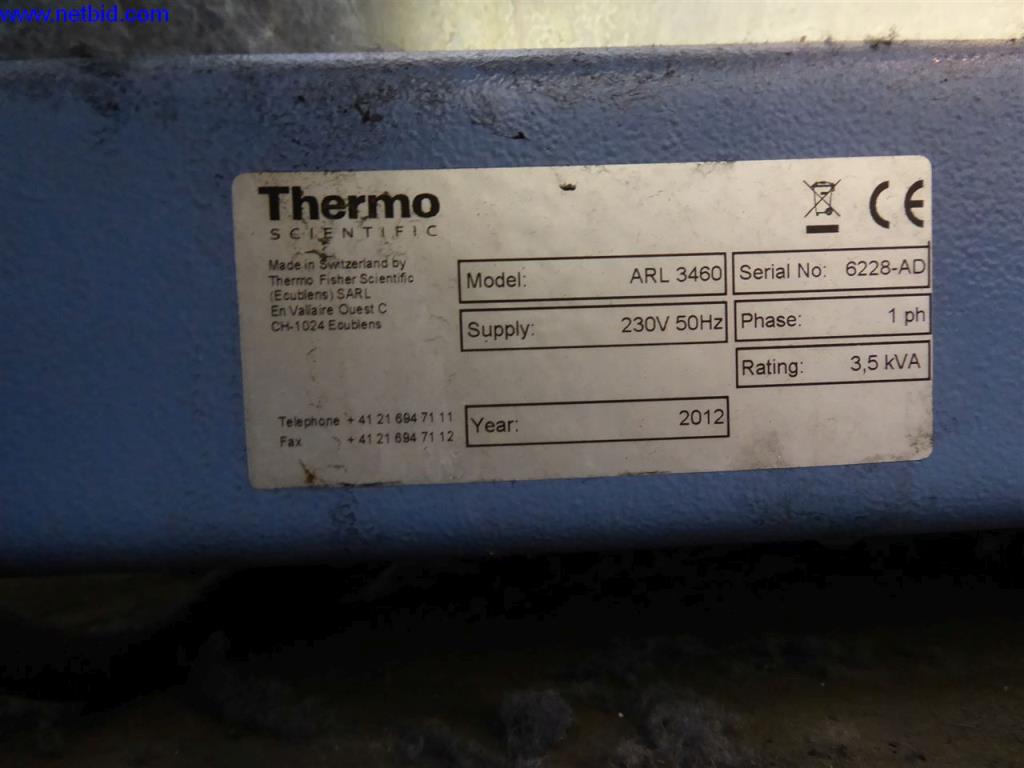 www.netbid.com
Thermo
SCIENTIFIC
CE
Made in Switzerland by
Thermo Fisher Scientific
(Ecublens) SARL
En Vallaire Ouest C
CH-1024 Ecublens
Model: ARL 3460
Serial No: 6228-AD
Supply: 230V 50Hz
Phase: 1 ph
Rating: 3,5 kVA
Telephone + 41 21 694 71 11
Fax + 41 21 694 71 12
Year: 2012